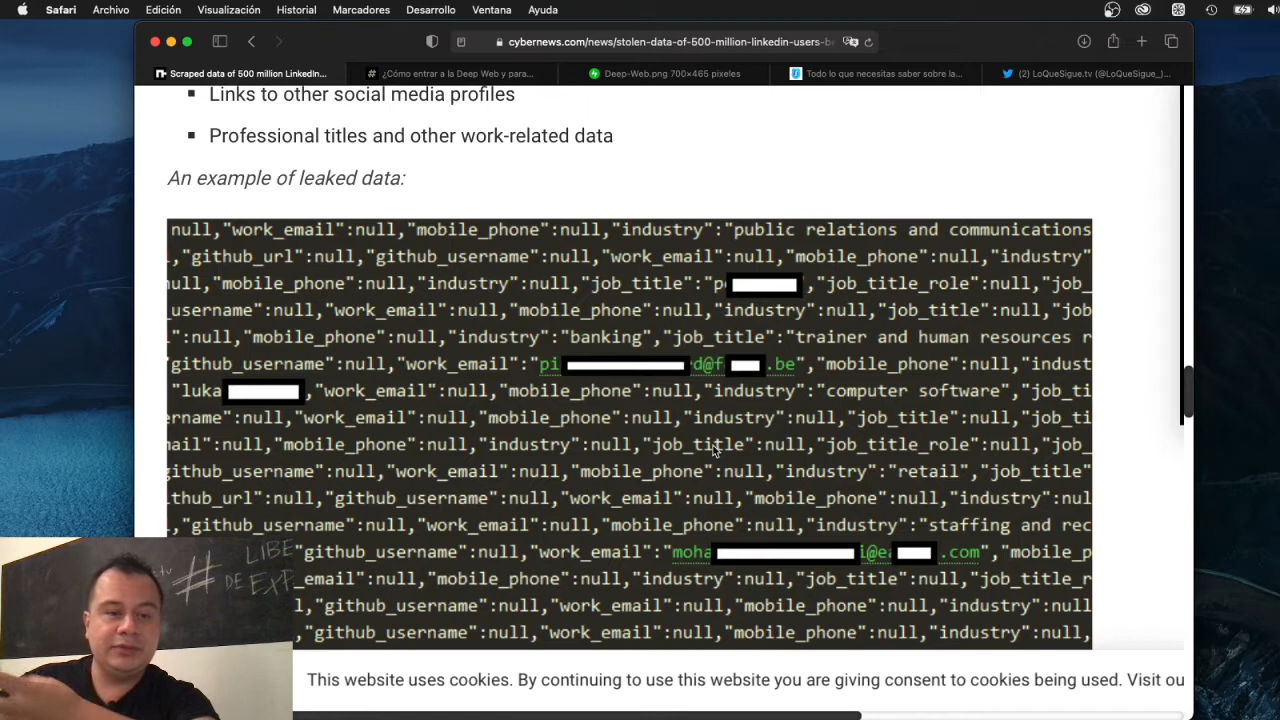 Safari Archivo Edición Visualización Historial Marcadores Desarrollo Ventana Ayuda
cybernews.com/news/stolen-data-of-500-million-linkedin-users-be
Scraped data of 500 million LinkedIn...
# ¿Cómo entrar a la Deep Web y para...
Deep-Web.png 700×465 pixeles
Todo lo que necesitas saber sobre la...
(2) LoQueSigue.tv (@LoQueSigue_)...
Links to other social media profiles
Professional titles and other work-related data
An example of leaked data:
null,"work_email":null,"mobile_phone":null,"industry":"public relations and communications
l,"github_url":null,"github_username":null,"work_email":null,"mobile_phone":null,"industry"
null,"mobile_phone":null,"industry":null,"job_title":"p ,"job_title_role":null,"job_
username":null,"work_email":null,"mobile_phone":null,"industry":null,"job_title":null,"job_
:null,"mobile_phone":null,"industry":"banking","job_title":"trainer and human resources r
"github_username":null,"work_email":"pi d@f .be","mobile_phone":null,"indust
"luka ,"work_email":null,"mobile_phone":null,"industry":"computer software","job_ti
ername":null,"work_email":null,"mobile_phone":null,"industry":null,"job_title":null,"job_ti
mail":null,"mobile_phone":null,"industry":null,"job_title":null,"job_title_role":null,"job_
github_username":null,"work_email":null,"mobile_phone":null,"industry":"retail","job_title"
thub_url":null,"github_username":null,"work_email":null,"mobile_phone":null,"industry":nul
l,"github_username":null,"work_email":null,"mobile_phone":null,"industry":"staffing and rec
"github_username":null,"work_email":"moha i@ea .com","mobile_p
_email":null,"mobile_phone":null,"industry":null,"job_title":null,"job_title_r
,"github_username":null,"work_email":null,"mobile_phone":null,"industry":null
,"github_username":null,"work_email":null,"mobile_phone":null,"industry":null,
# LIBE
DE EXP
This website uses cookies. By continuing to use this website you are giving consent to cookies being used. Visit ou